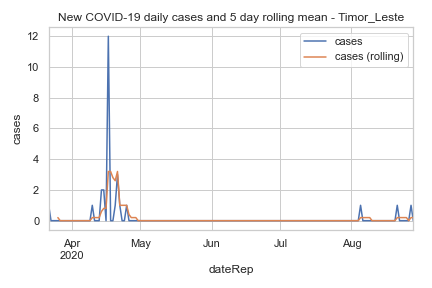 New COVID-19 daily cases and 5 day rolling mean - Timor_Leste
cases
cases (rolling)
12
10
8
6
4
2
0
cases
Apr
2020
May
Jun
Jul
Aug
dateRep